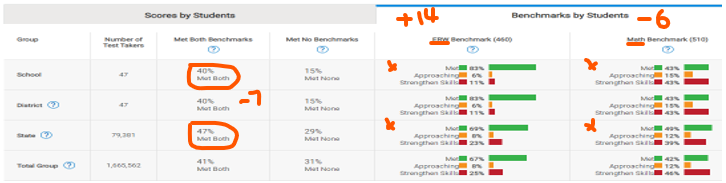 Scores by Students
+14
Benchmarks by Students
-6
Group
Number of Test Takers
Met Both Benchmarks
Met No Benchmarks
ERW Benchmark (460)
Math Benchmark (510)
?
?
?
?
School
47
40%
Met Both
15%
Met None
x
Met 83%
Approaching 6%
Strengthen Skills 11%
x
Met 43%
Approaching 15%
Strengthen Skills 43%
District ?
47
40%
Met Both
-7
15%
Met None
Met 83%
Approaching 6%
Strengthen Skills 11%
Met 43%
Approaching 15%
Strengthen Skills 43%
State ?
79,281
47%
Met Both
29%
Met None
x
Met 69%
Approaching 8%
Strengthen Skills 23%
x
Met 49%
Approaching 12%
Strengthen Skills 39%
Total Group ?
1,665,562
41%
Met Both
31%
Met None
Met 67%
Approaching 8%
Strengthen Skills 25%
Met 42%
Approaching 12%
Strengthen Skills 46%